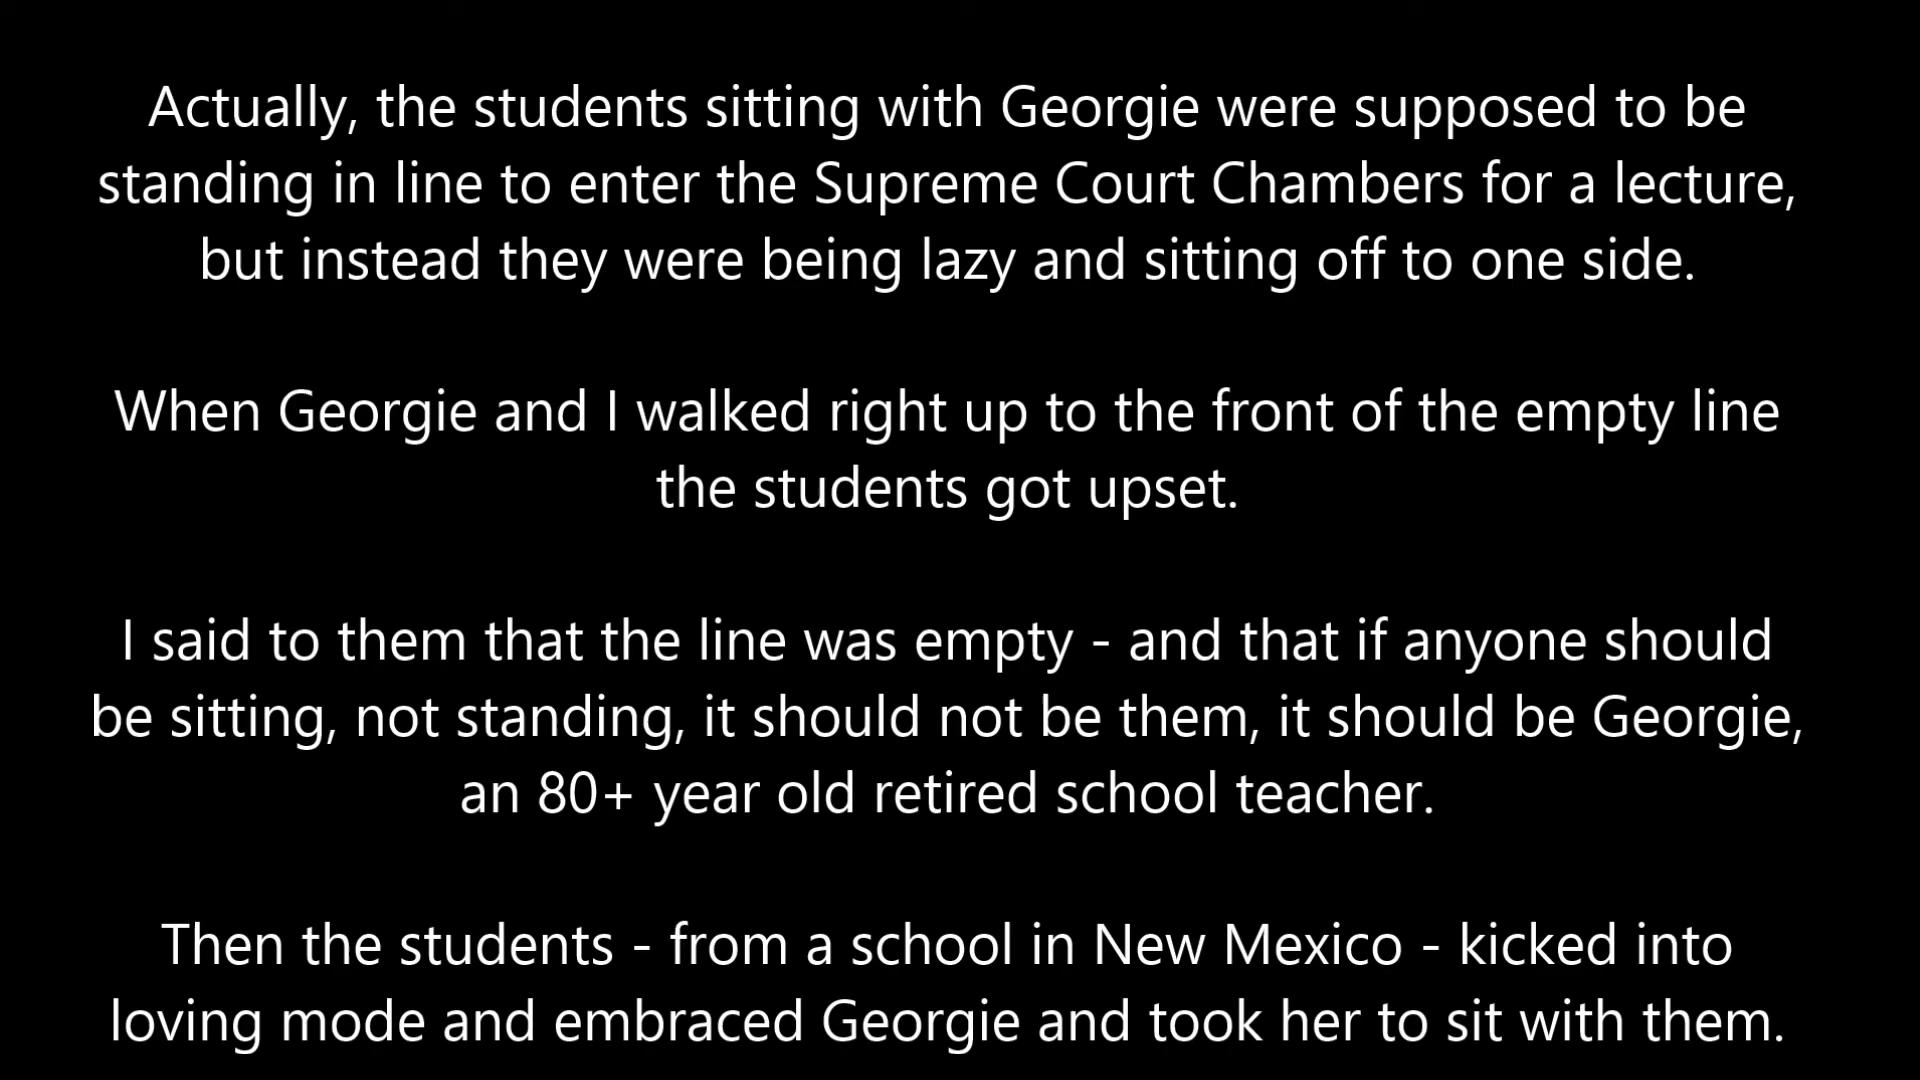 Actually, the students sitting with Georgie were supposed to be
standing in line to enter the Supreme Court Chambers for a lecture,
but instead they were being lazy and sitting off to one side.
When Georgie and I walked right up to the front of the empty line
the students got upset.
I said to them that the line was empty - and that if anyone should
be sitting, not standing, it should not be them, it should be Georgie,
an 80+ year old retired school teacher.
Then the students - from a school in New Mexico - kicked into
loving mode and embraced Georgie and took her to sit with them.